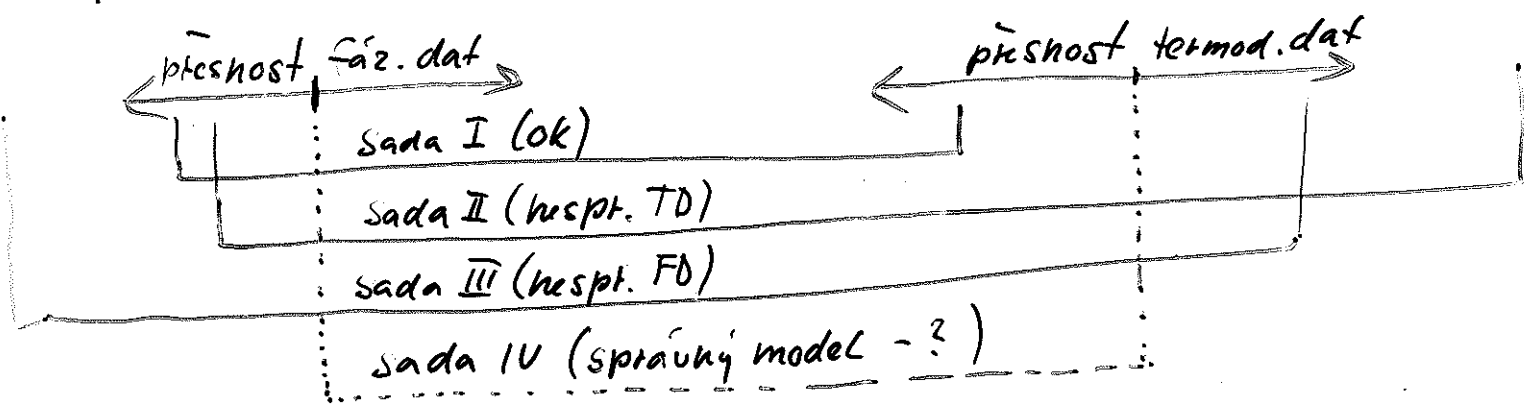 přesnost fáz. dat
přesnost termod. dat
sada I (ok)
sada II (nespr. TD)
sada III (nespr. FD)
sada IV (správný model - ?)